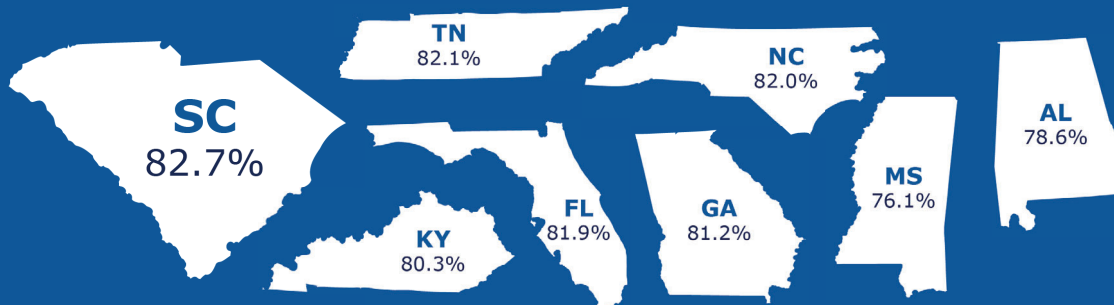 SC
82.7%
TN
82.1%
NC
82.0%
FL
81.9%
GA
81.2%
KY
80.3%
AL
78.6%
MS
76.1%